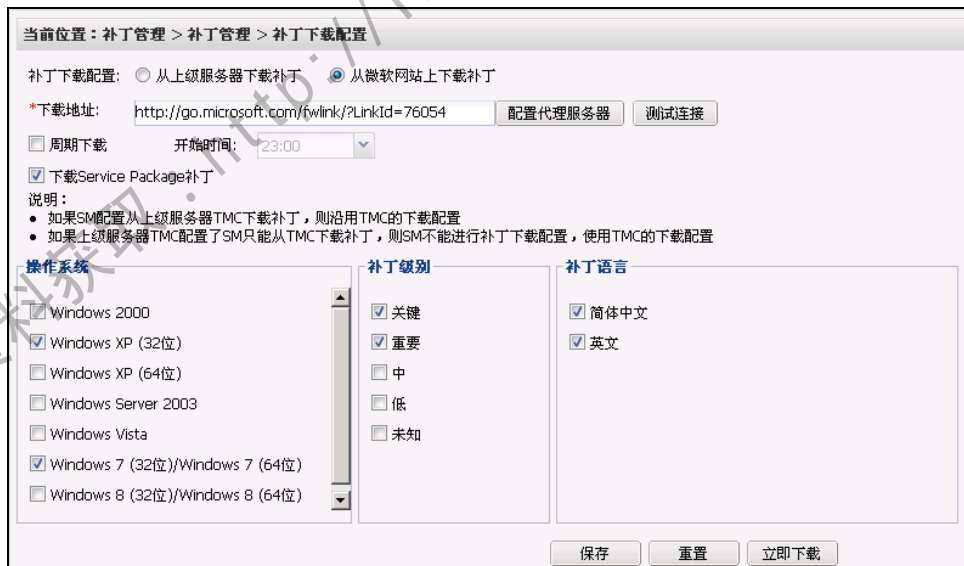 当前位置：补丁管理 > 补丁管理 > 补丁下载配置
补丁下载配置: 从上级服务器下载补丁 从微软网站上下载补丁
*下载地址: http://go.microsoft.com/fwlink/?LinkId=76054 配置代理服务器 测试连接
周期下载 开始时间: 23:00
下载Service Package补丁
说明：
• 如果SM配置从上级服务器TMC下载补丁，则沿用TMC的下载配置
• 如果上级服务器TMC配置了SM只能从TMC下载补丁，则SM不能进行补丁下载配置，使用TMC的下载配置
操作系统
Windows 2000
Windows XP (32位)
Windows XP (64位)
Windows Server 2003
Windows Vista
Windows 7 (32位)/Windows 7 (64位)
Windows 8 (32位)/Windows 8 (64位)
补丁级别
关键
重要
中
低
未知
补丁语言
简体中文
英文
保存 重置 立即下载
料获取：http://